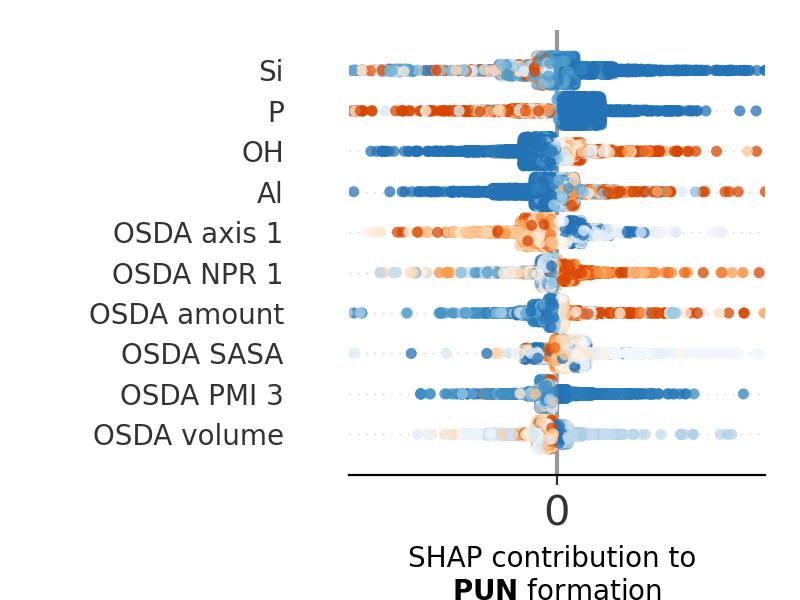 Si
P
OH
Al
OSDA axis 1
OSDA NPR 1
OSDA amount
OSDA SASA
OSDA PMI 3
OSDA volume
0
SHAP contribution to
PUN formation